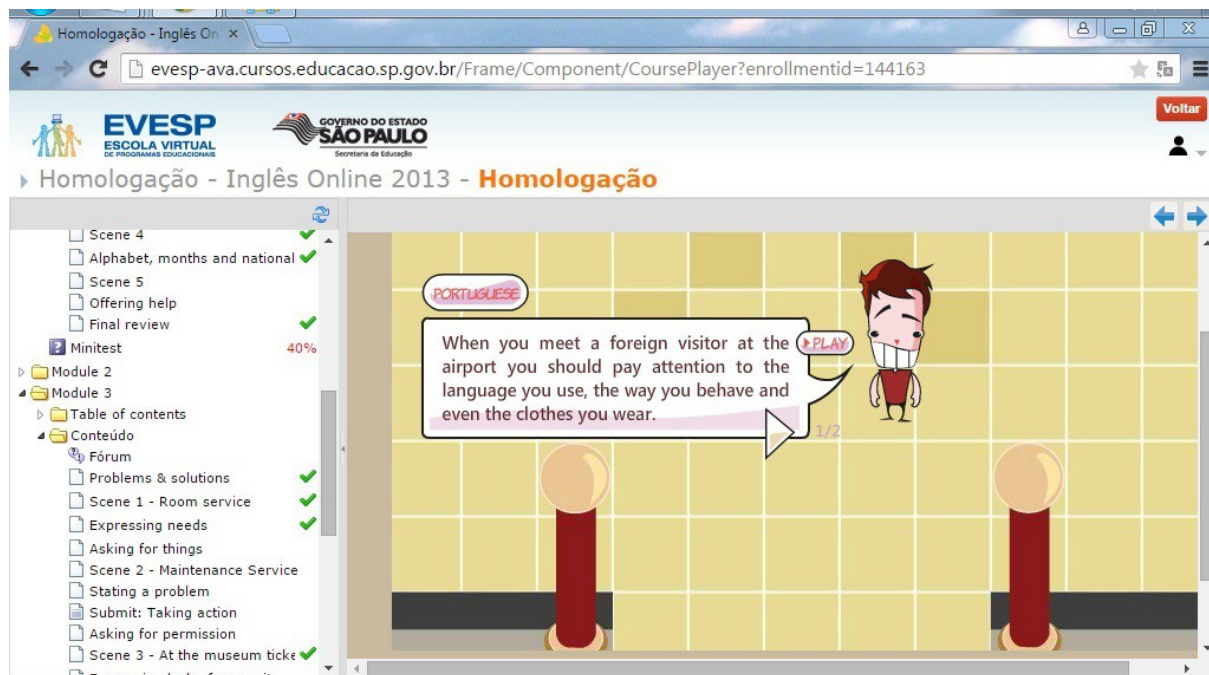 Homologação - Inglês On
evesp-ava.cursos.educacao.sp.gov.br/Frame/Component/CoursePlayer?enrollmentid=144163
Voltar
EVESP
ESCOLA VIRTUAL
DE PROGRAMAS EDUCACIONAIS
GOVERNO DO ESTADO
SÃO PAULO
Secretaria da Educação
Homologação - Inglês Online 2013 - Homologação
Scene 4
Alphabet, months and national
Scene 5
Offering help
Final review
Minitest 40%
Module 2
Module 3
Table of contents
Conteúdo
Fórum
Problems & solutions
Scene 1 - Room service
Expressing needs
Asking for things
Scene 2 - Maintenance Service
Stating a problem
Submit: Taking action
Asking for permission
Scene 3 - At the museum ticke
PORTUGUESE
When you meet a foreign visitor at the
airport you should pay attention to the
language you use, the way you behave and
even the clothes you wear.
PLAY
1/2